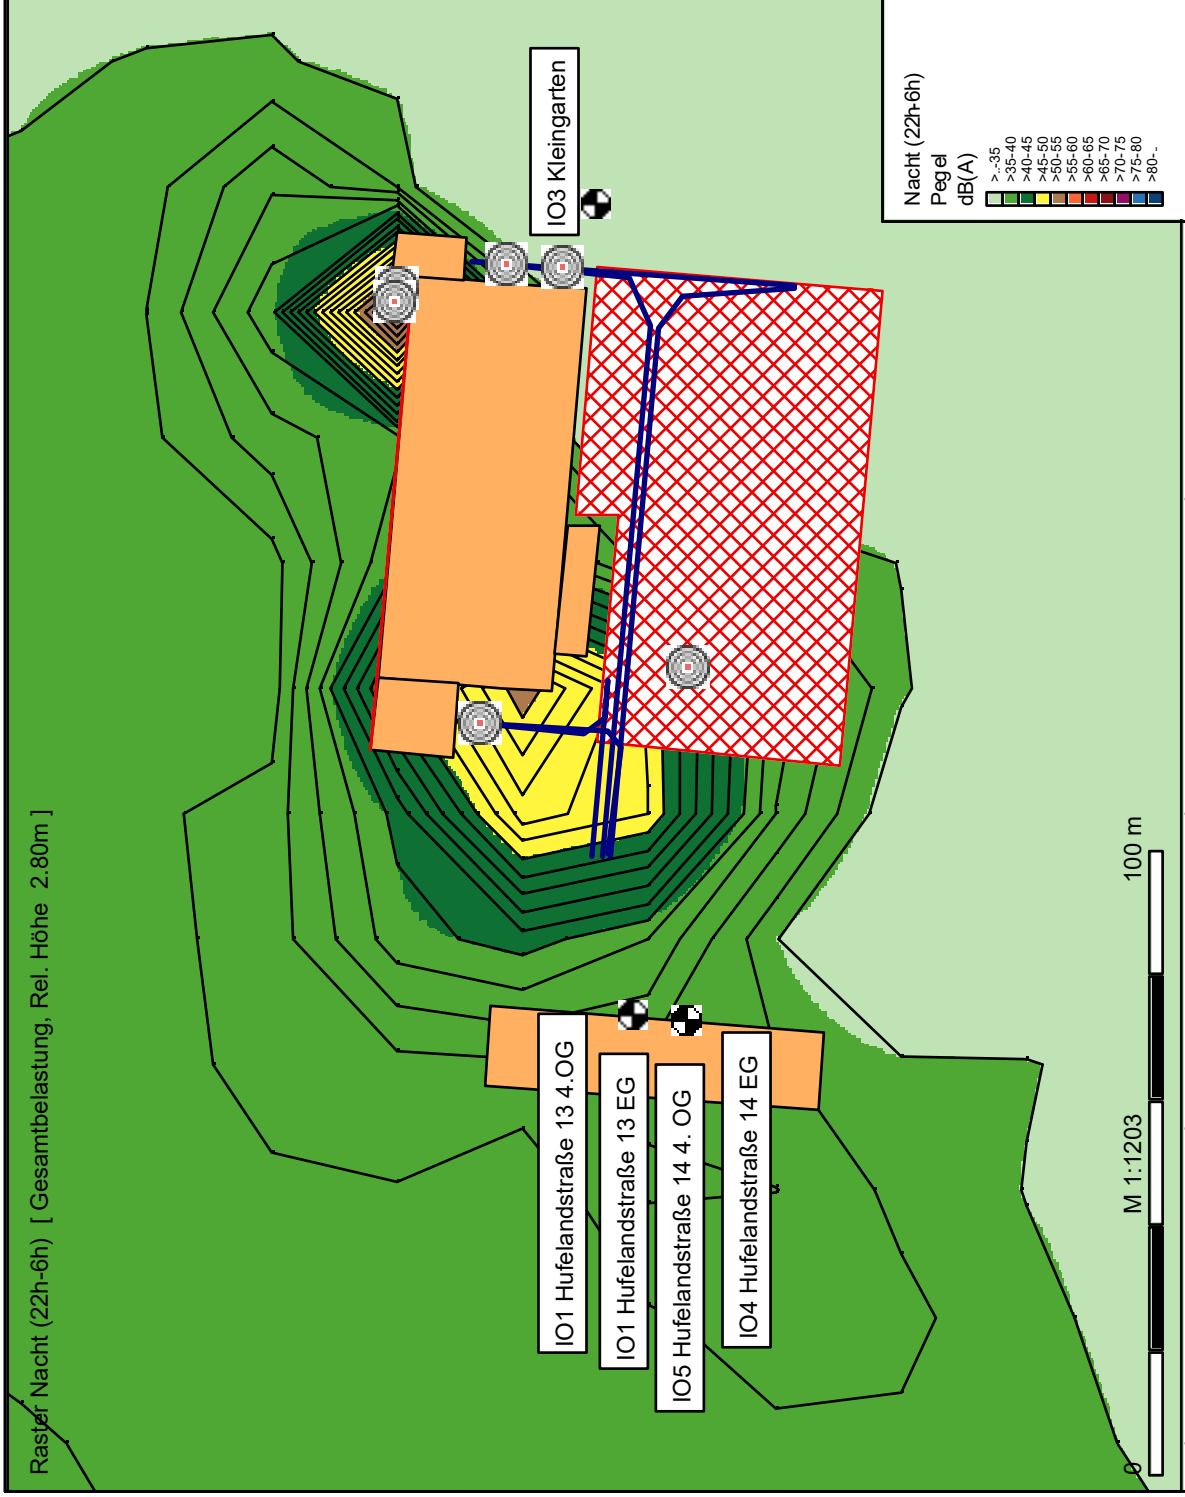 Raster Nacht (22h-6h) [ Gesamtbelastung, Rel. Höhe 2.80m ]
IO1 Hufelandstraße 13 4.OG
IO1 Hufelandstraße 13 EG
IO5 Hufelandstraße 14 4. OG
IO4 Hufelandstraße 14 EG
IO3 Kleingarten
Nacht (22h-6h)
Pegel
dB(A)
>..-35
>35-40
>40-45
>45-50
>50-55
>55-60
>60-65
>65-70
>70-75
>75-80
>80-..
0
M 1:1203
100 m